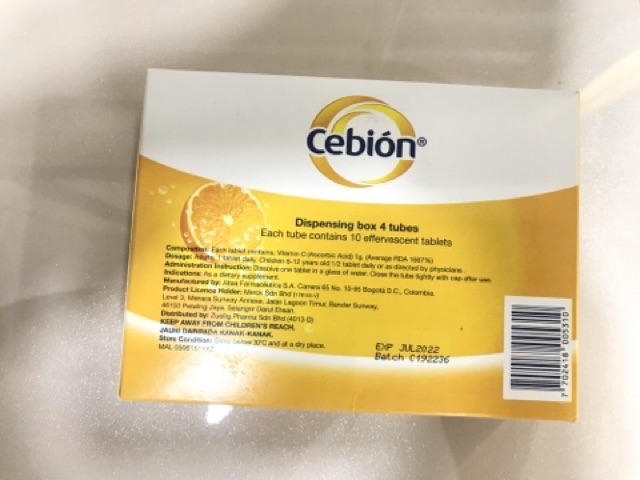 Cebión®
Dispensing box 4 tubes
Each tube contains 10 effervescent tablets
Composition: Each tablet contains, Vitamin C (Ascorbic Acid) 1g. (Average RDA 1667%)
Dosage: Adults, 1 tablet daily. Children 6-12 years old 1/2 tablet daily or as directed by physicians.
Administration Instruction: Dissolve one tablet in a glass of water. Close the tube tightly with cap after use.
Indications: As a dietary supplement.
Manufactured by: Altea Farmacéutica S.A. Carrera 65 No. 10-95 Bogotá D.C., Colombia.
Product Licence Holder: Merck Sdn Bhd
Level 3, Menara Sunway Annexe, Jalan Lagoon Timur, Bandar Sunway,
46150 Petaling Jaya, Selangor Darul Ehsan.
Distributed by: Zuellig Pharma Sdn Bhd (4013-D)
KEEP AWAY FROM CHILDREN'S REACH.
JAUHI DARIPADA KANAK-KANAK.
Store Condition: Store below 30°C and at a dry place.
EXP JUL2022
Batch C192236
7 702418 005310